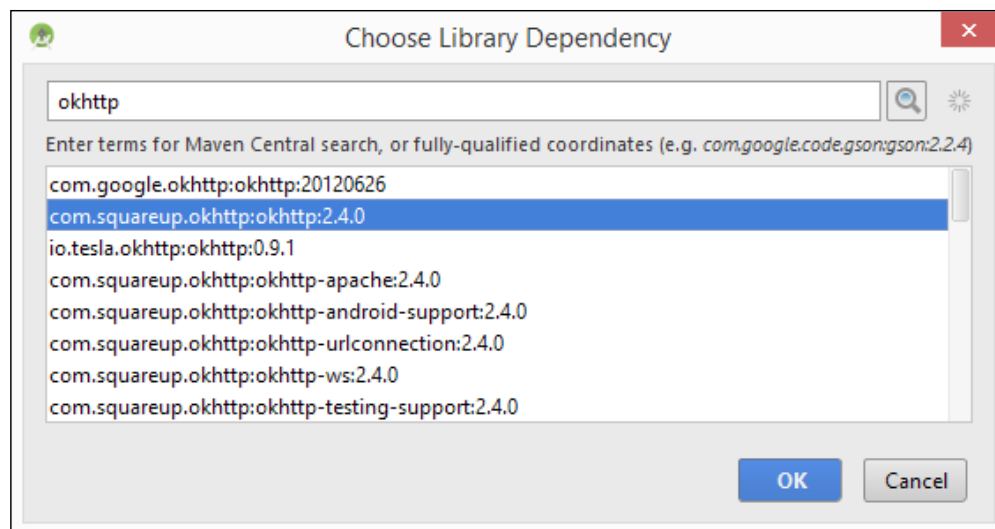 Choose Library Dependency
okhttp
Enter terms for Maven Central search, or fully-qualified coordinates (e.g. com.google.code.gson:gson:2.2.4)
com.google.okhttp:okhttp:20120626
com.squareup.okhttp:okhttp:2.4.0
io.tesla.okhttp:okhttp:0.9.1
com.squareup.okhttp:okhttp-apache:2.4.0
com.squareup.okhttp:okhttp-android-support:2.4.0
com.squareup.okhttp:okhttp-urlconnection:2.4.0
com.squareup.okhttp:okhttp-ws:2.4.0
com.squareup.okhttp:okhttp-testing-support:2.4.0
OK Cancel